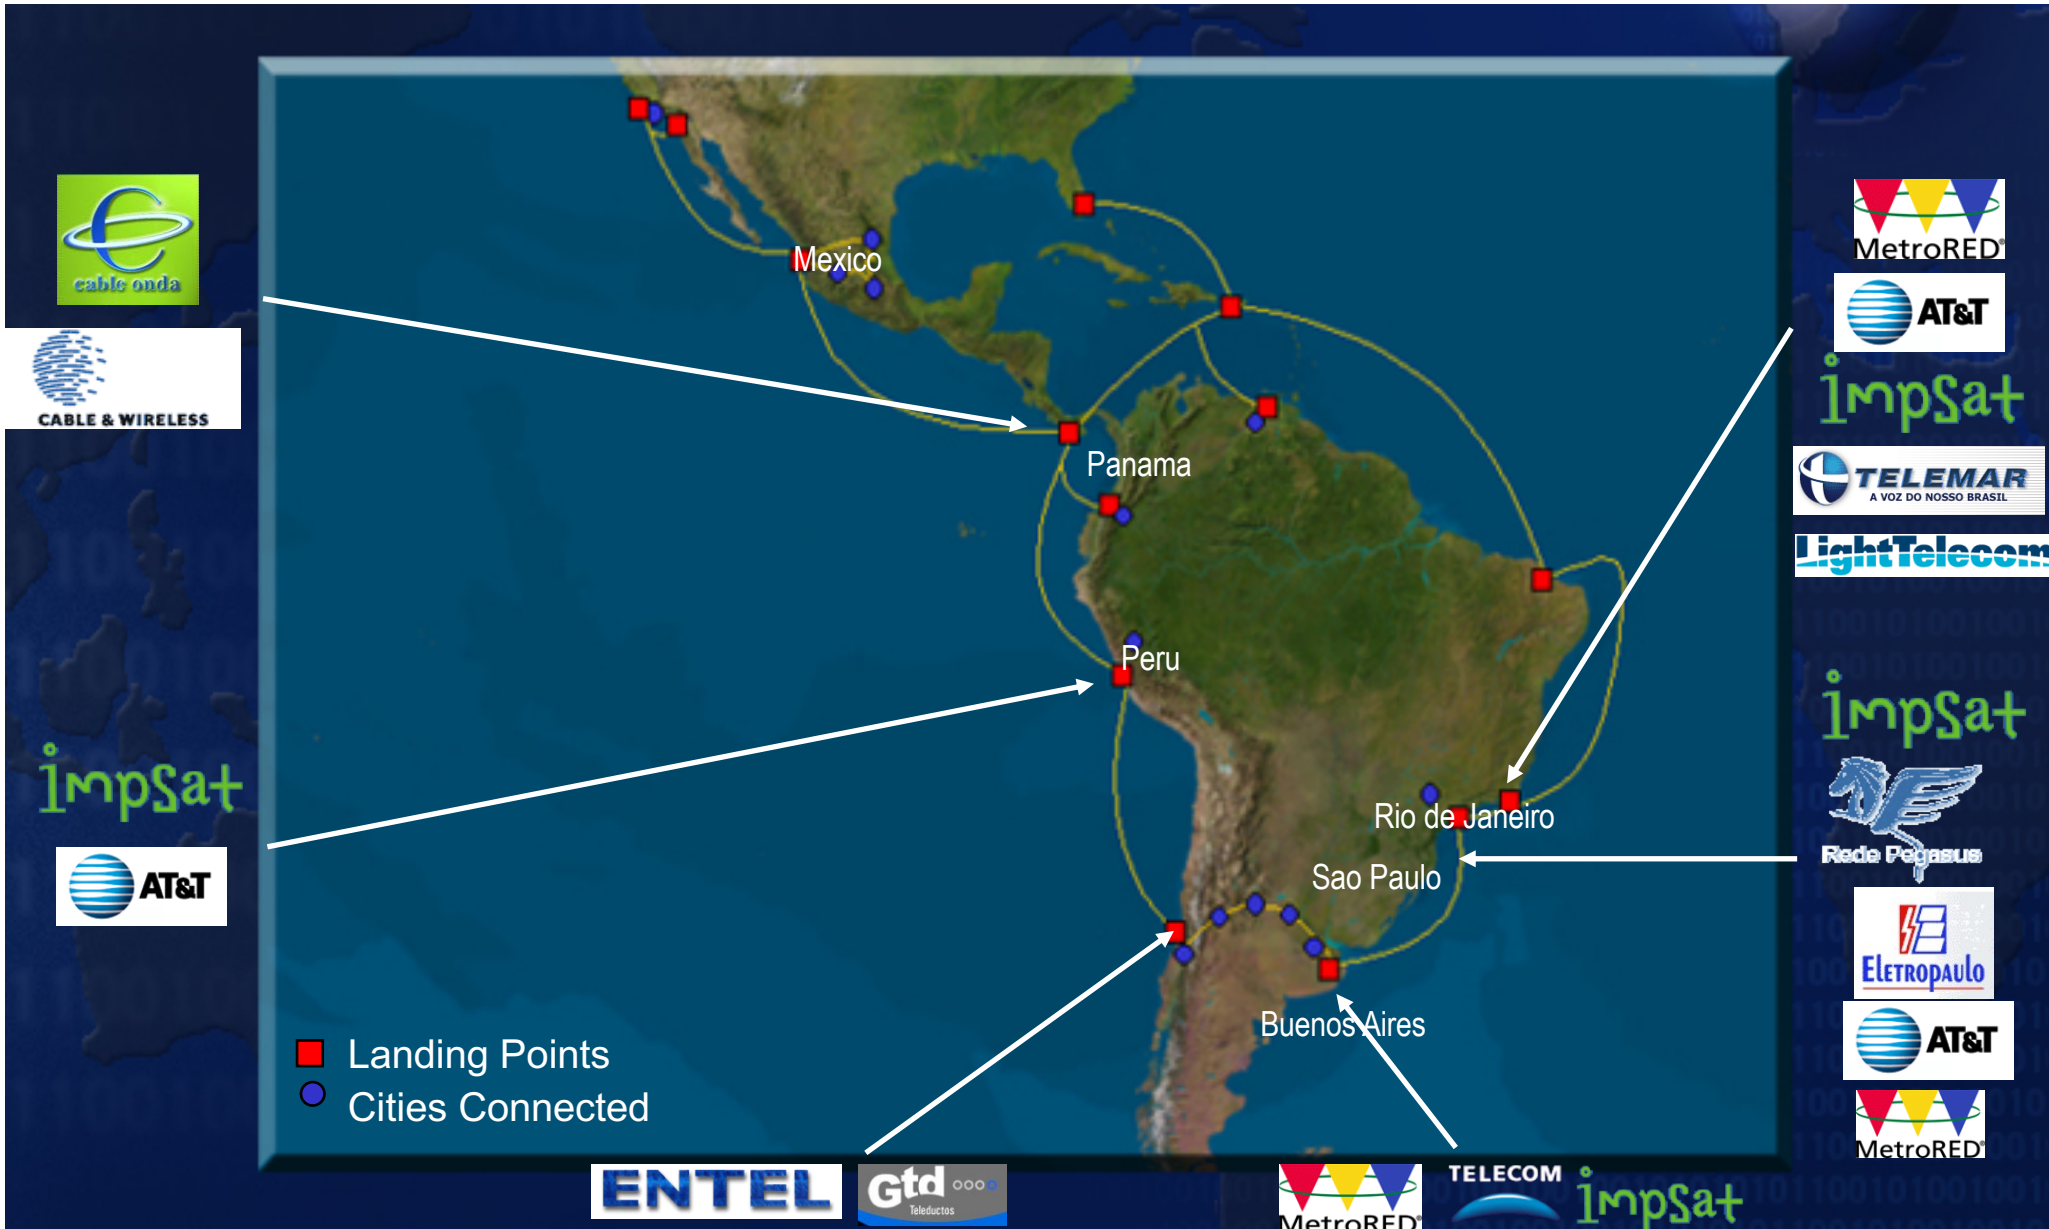 cable onda
CABLE & WIRELESS
impsat
AT&T
Mexico
Panama
Peru
Rio de Janeiro
Sao Paulo
Buenos Aires
Landing Points
Cities Connected
MetroRED
AT&T
impsat
TELEMAR
A VOZ DO NOSSO BRASIL
LightTelecom
impsat
Rede Pegasus
ELETROPAULO
AT&T
MetroRED
ENTEL
Gtd
Teleductos
MetroRED
TELECOM
impsat